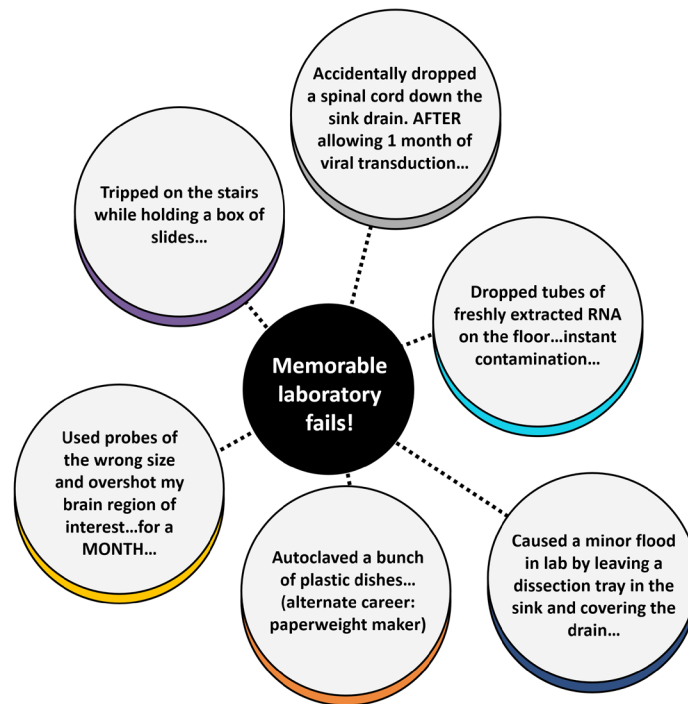 Accidentally dropped
a spinal cord down the
sink drain. AFTER
allowing 1 month of
viral transduction…
Tripped on the stairs
while holding a box of
slides…
Dropped tubes of
freshly extracted RNA
on the floor…instant
contamination…
Memorable
laboratory
fails!
Used probes of
the wrong size
and overshot my
brain region of
interest…for a
MONTH…
Autoclaved a bunch
of plastic dishes…
(alternate career:
paperweight maker)
Caused a minor flood
in lab by leaving a
dissection tray in the
sink and covering the
drain…